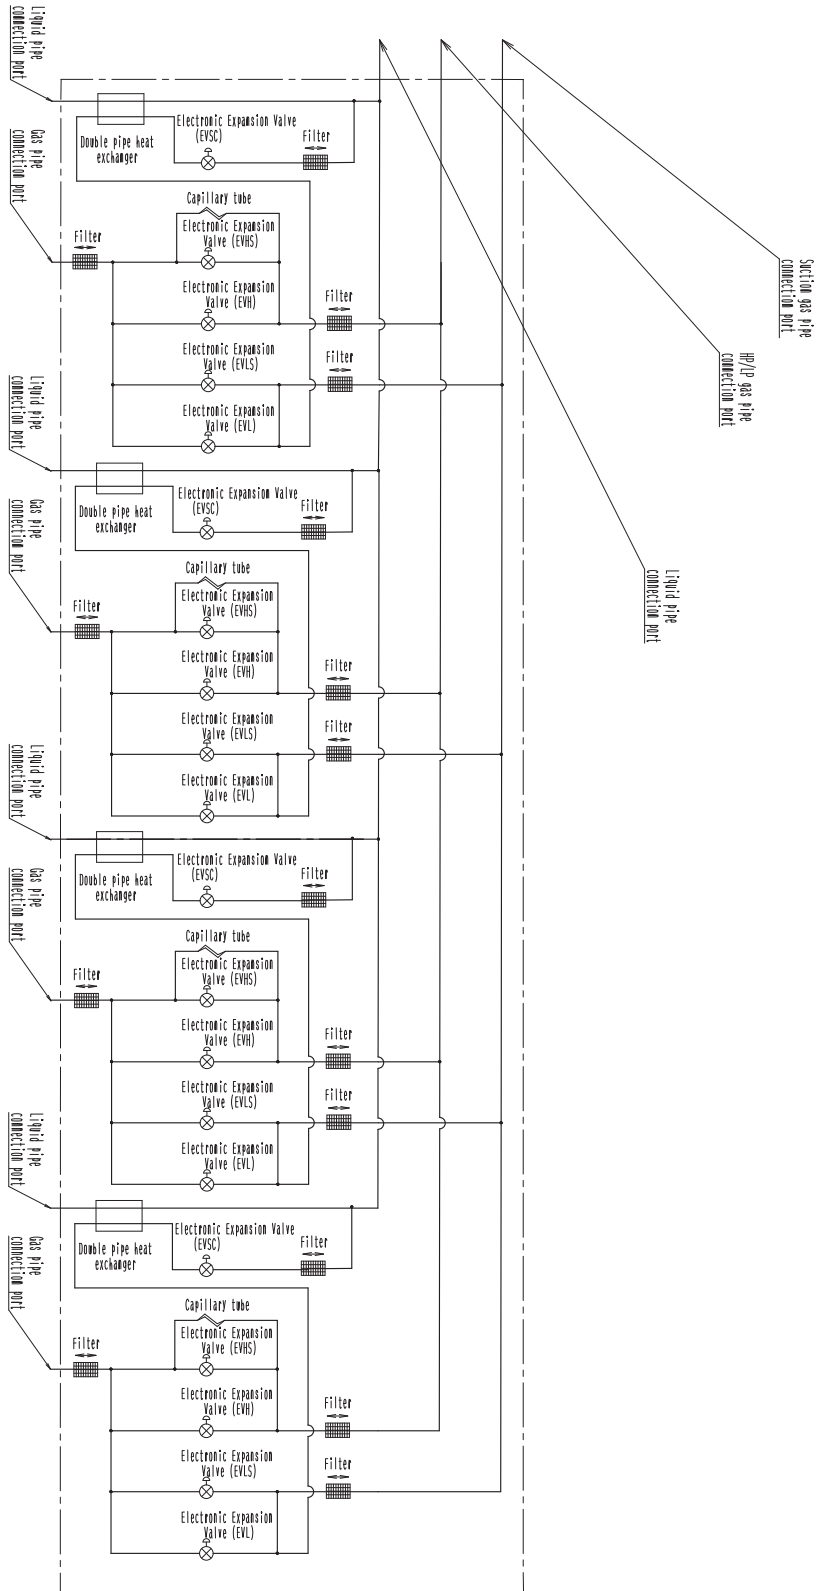 Liquid pipe
connection port
Gas pipe
connection port
Suction gas pipe
connection port
HP/LP gas pipe
connection port
Liquid pipe
connection port
Electronic Expansion Valve
(EVSC)
Filter
Double pipe heat
exchanger
Capillary tube
Electronic Expansion
Valve (EVHS)
Filter
Electronic Expansion
Valve (EVH)
Filter
Electronic Expansion
Valve (EVLS)
Filter
Electronic Expansion
Valve (EVL)
Liquid pipe
connection port
Gas pipe
connection port
Electronic Expansion Valve
(EVSC)
Filter
Double pipe heat
exchanger
Capillary tube
Electronic Expansion
Valve (EVHS)
Filter
Electronic Expansion
Valve (EVH)
Filter
Electronic Expansion
Valve (EVLS)
Filter
Electronic Expansion
Valve (EVL)
Liquid pipe
connection port
Gas pipe
connection port
Electronic Expansion Valve
(EVSC)
Filter
Double pipe heat
exchanger
Capillary tube
Electronic Expansion
Valve (EVHS)
Filter
Electronic Expansion
Valve (EVH)
Filter
Electronic Expansion
Valve (EVLS)
Filter
Electronic Expansion
Valve (EVL)
Liquid pipe
connection port
Gas pipe
connection port
Electronic Expansion Valve
(EVSC)
Filter
Double pipe heat
exchanger
Capillary tube
Electronic Expansion
Valve (EVHS)
Filter
Electronic Expansion
Valve (EVH)
Filter
Electronic Expansion
Valve (EVLS)
Filter
Electronic Expansion
Valve (EVL)